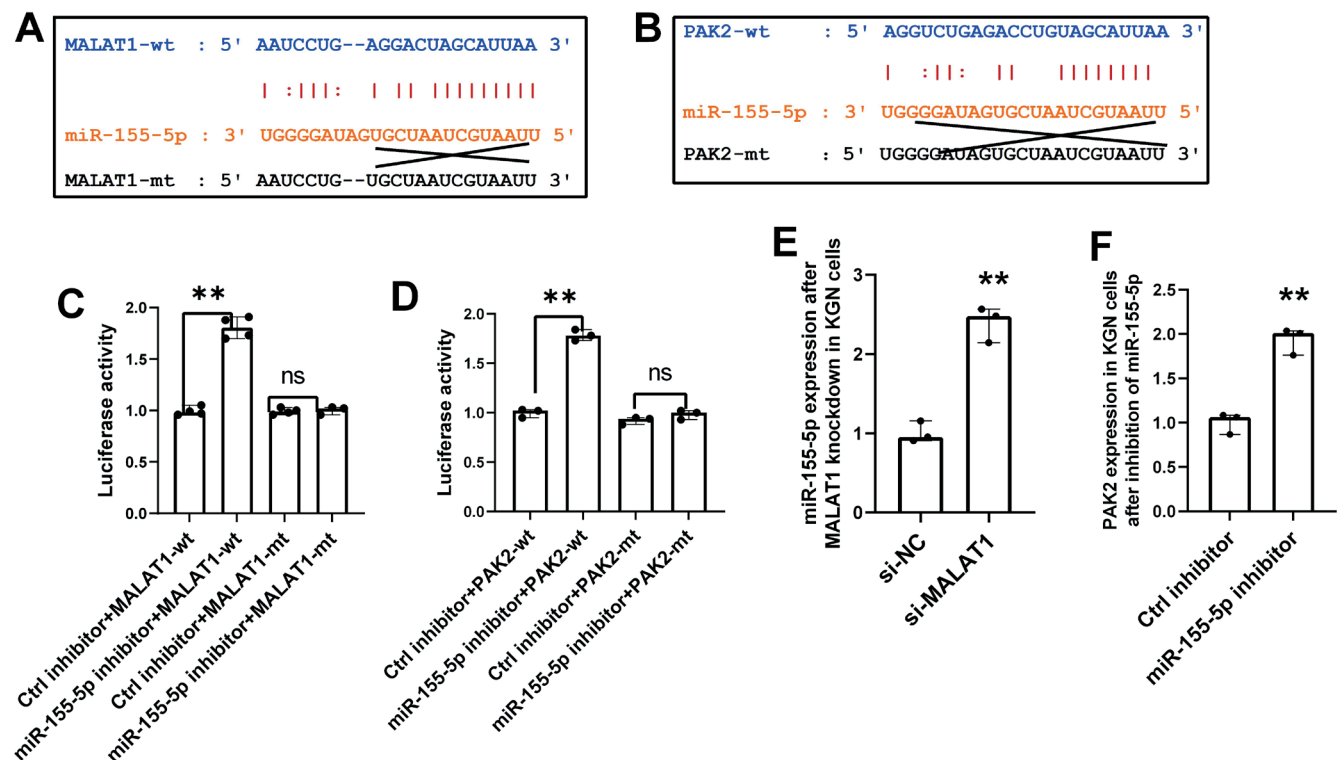 A
MALAT1-wt : 5' AAUCCUG--AGGACUAGCAUUAA 3'
miR-155-5p : 3' UGGGGAUAGUGCUAAUCGUAAUU 5'
MALAT1-mt : 5' AAUCCUG--UGCUAAUCGUAAUU 3'
B
PAK2-wt : 5' AGGUCUGAGACCUGUAGCAUUAA 3'
miR-155-5p : 3' UGGGGAUAGUGCUAAUCGUAAUU 5'
PAK2-mt : 5' UGGGGAUAGUGCUAAUCGUAAUU 3'
C
Luciferase activity
2.0
1.5
1.0
0.5
0.0
**
ns
Ctrl inhibitor+MALAT1-wt
miR-155-5p inhibitor+MALAT1-wt
Ctrl inhibitor+MALAT1-mt
miR-155-5p inhibitor+MALAT1-mt
D
Luciferase activity
2.0
1.5
1.0
0.5
0.0
**
ns
Ctrl inhibitor+PAK2-wt
miR-155-5p inhibitor+PAK2-wt
Ctrl inhibitor+PAK2-mt
miR-155-5p inhibitor+PAK2-mt
E
miR-155-5p expression after
MALAT1 knockdown in KGN cells
3
2
1
0
**
si-NC
si-MALAT1
F
PAK2 expression in KGN cells
after inhibition of miR-155-5p
2.5
2.0
1.5
1.0
0.5
0.0
**
Ctrl inhibitor
miR-155-5p inhibitor